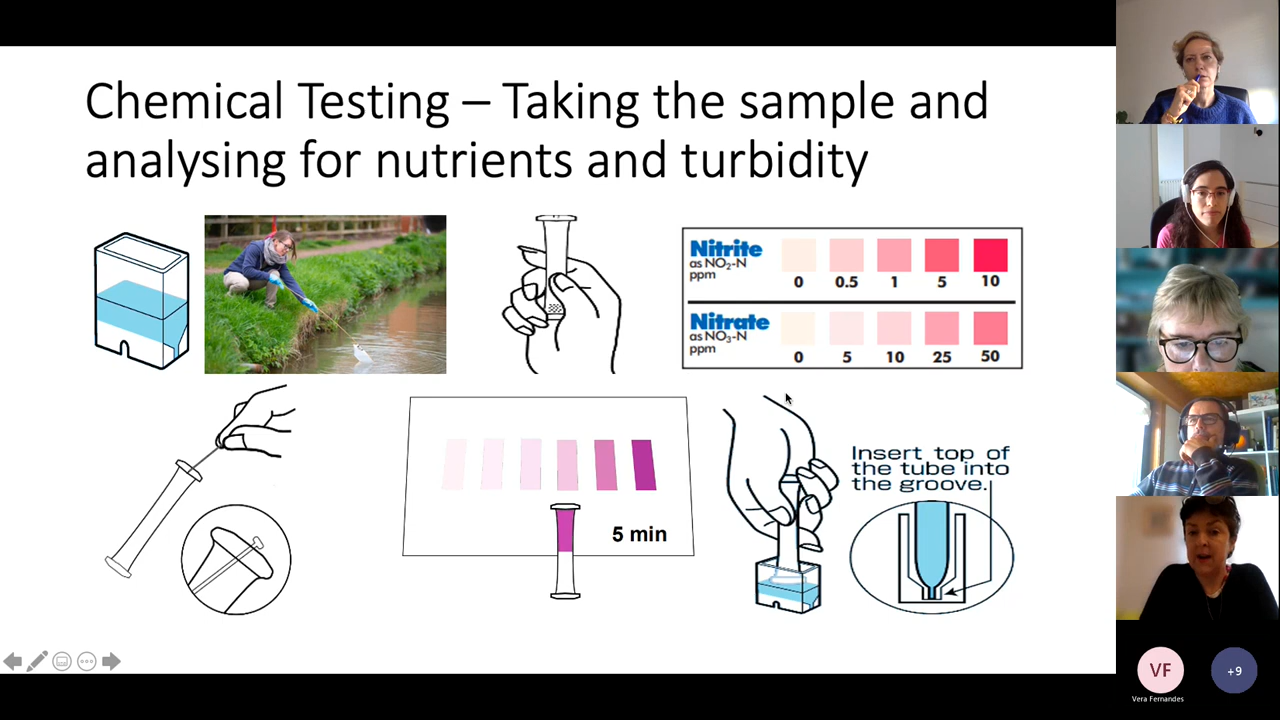 Chemical Testing – Taking the sample and
analysing for nutrients and turbidity
Nitrite
as NO₂-N
ppm
0 0.5 1 5 10
Nitrate
as NO₃-N
ppm
0 5 10 25 50
5 min
Insert top of
the tube into
the groove.
VF
Vera Fernandes
+9